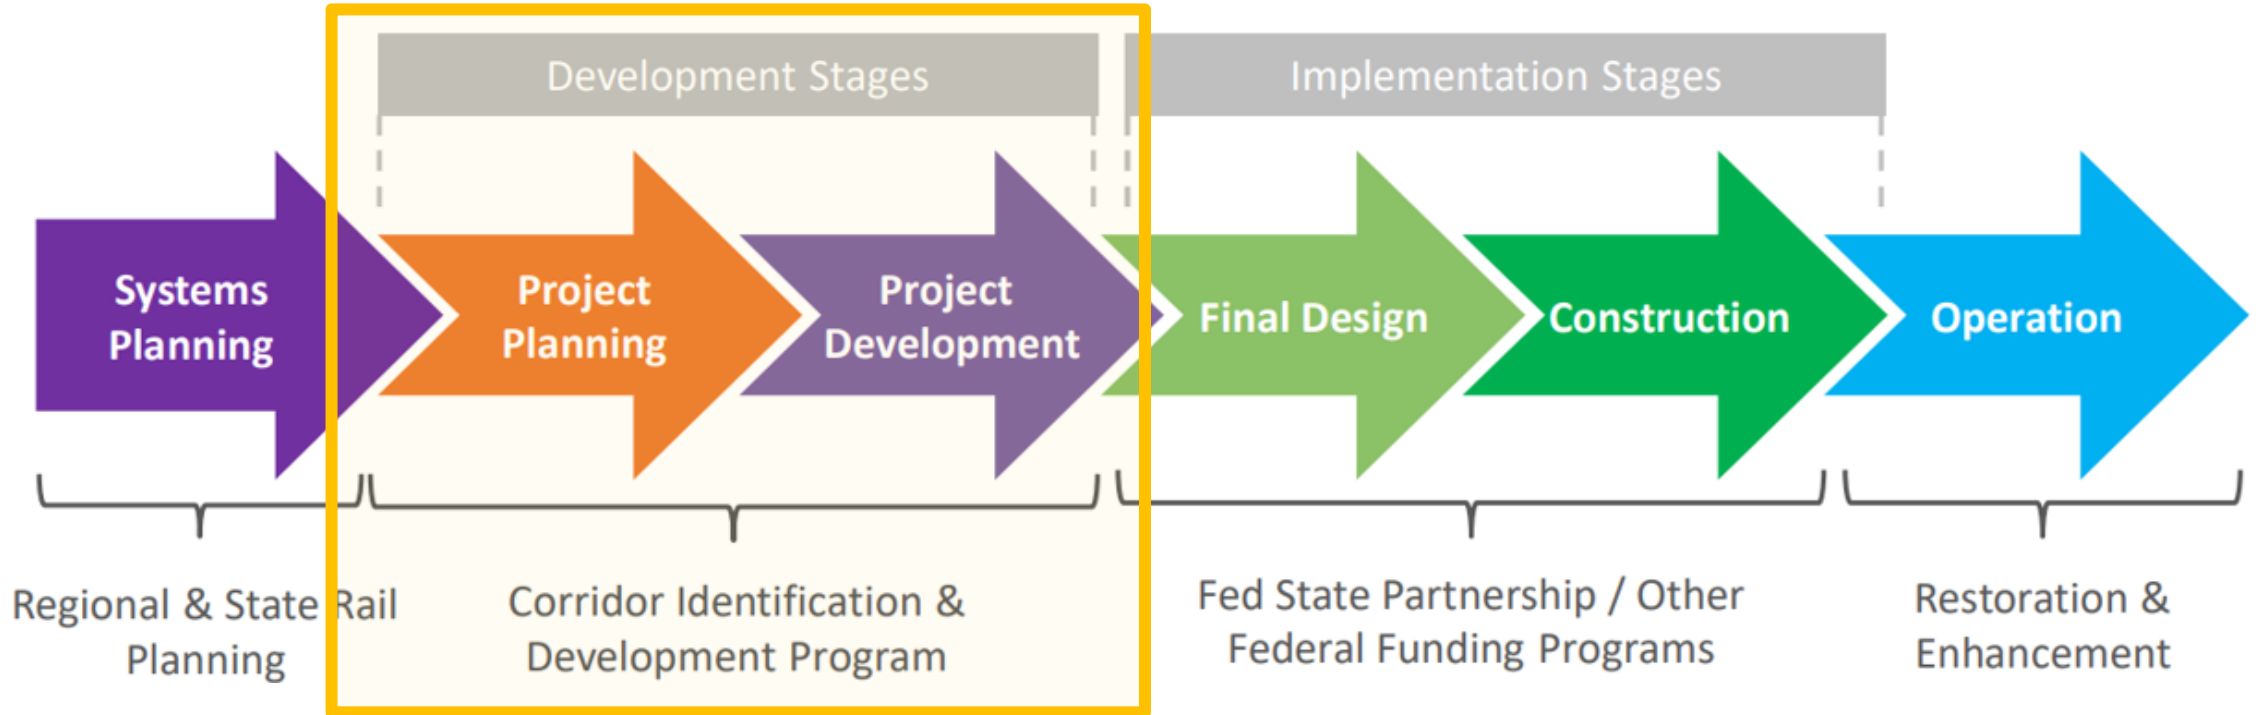 Development Stages
Implementation Stages
Systems
Planning
Project
Planning
Project
Development
Final Design
Construction
Operation
Regional & State Rail
Planning
Corridor Identification &
Development Program
Fed State Partnership / Other
Federal Funding Programs
Restoration &
Enhancement